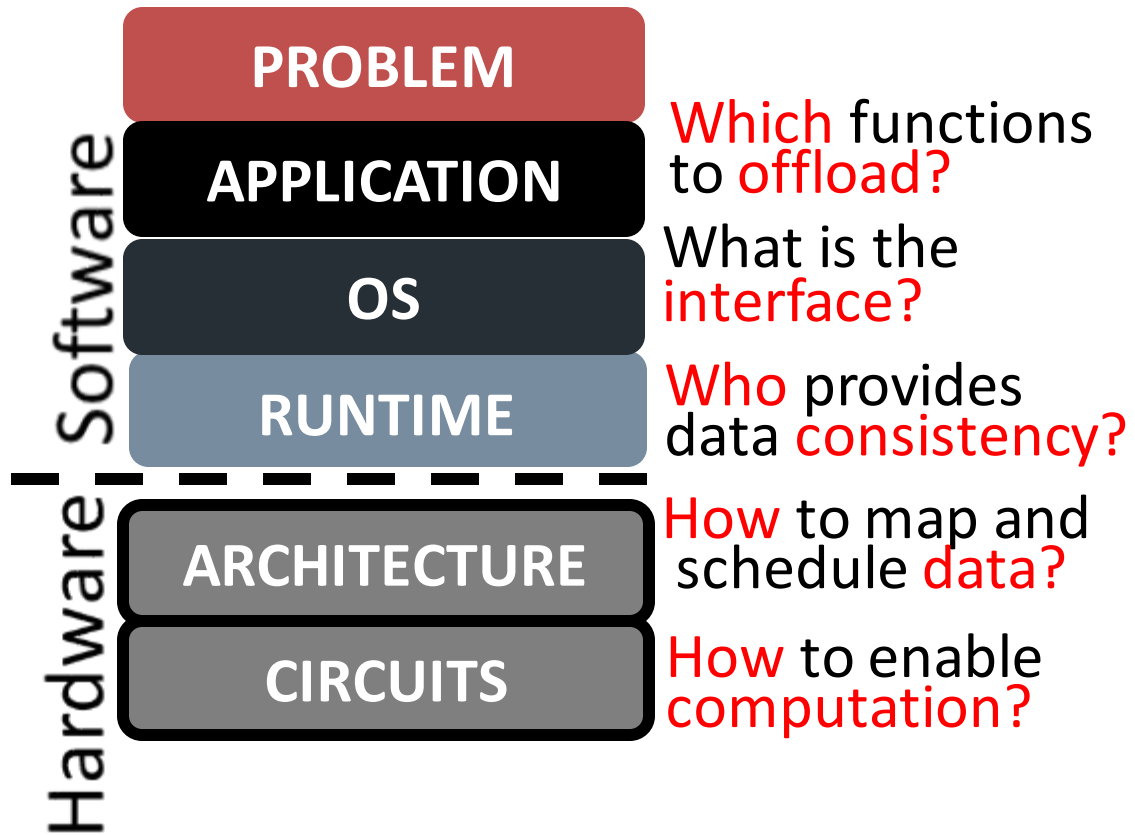 Software
PROBLEM
APPLICATION
Which functions
to offload?
OS
What is the
interface?
RUNTIME
Who provides
data consistency?
Hardware
ARCHITECTURE
How to map and
schedule data?
CIRCUITS
How to enable
computation?